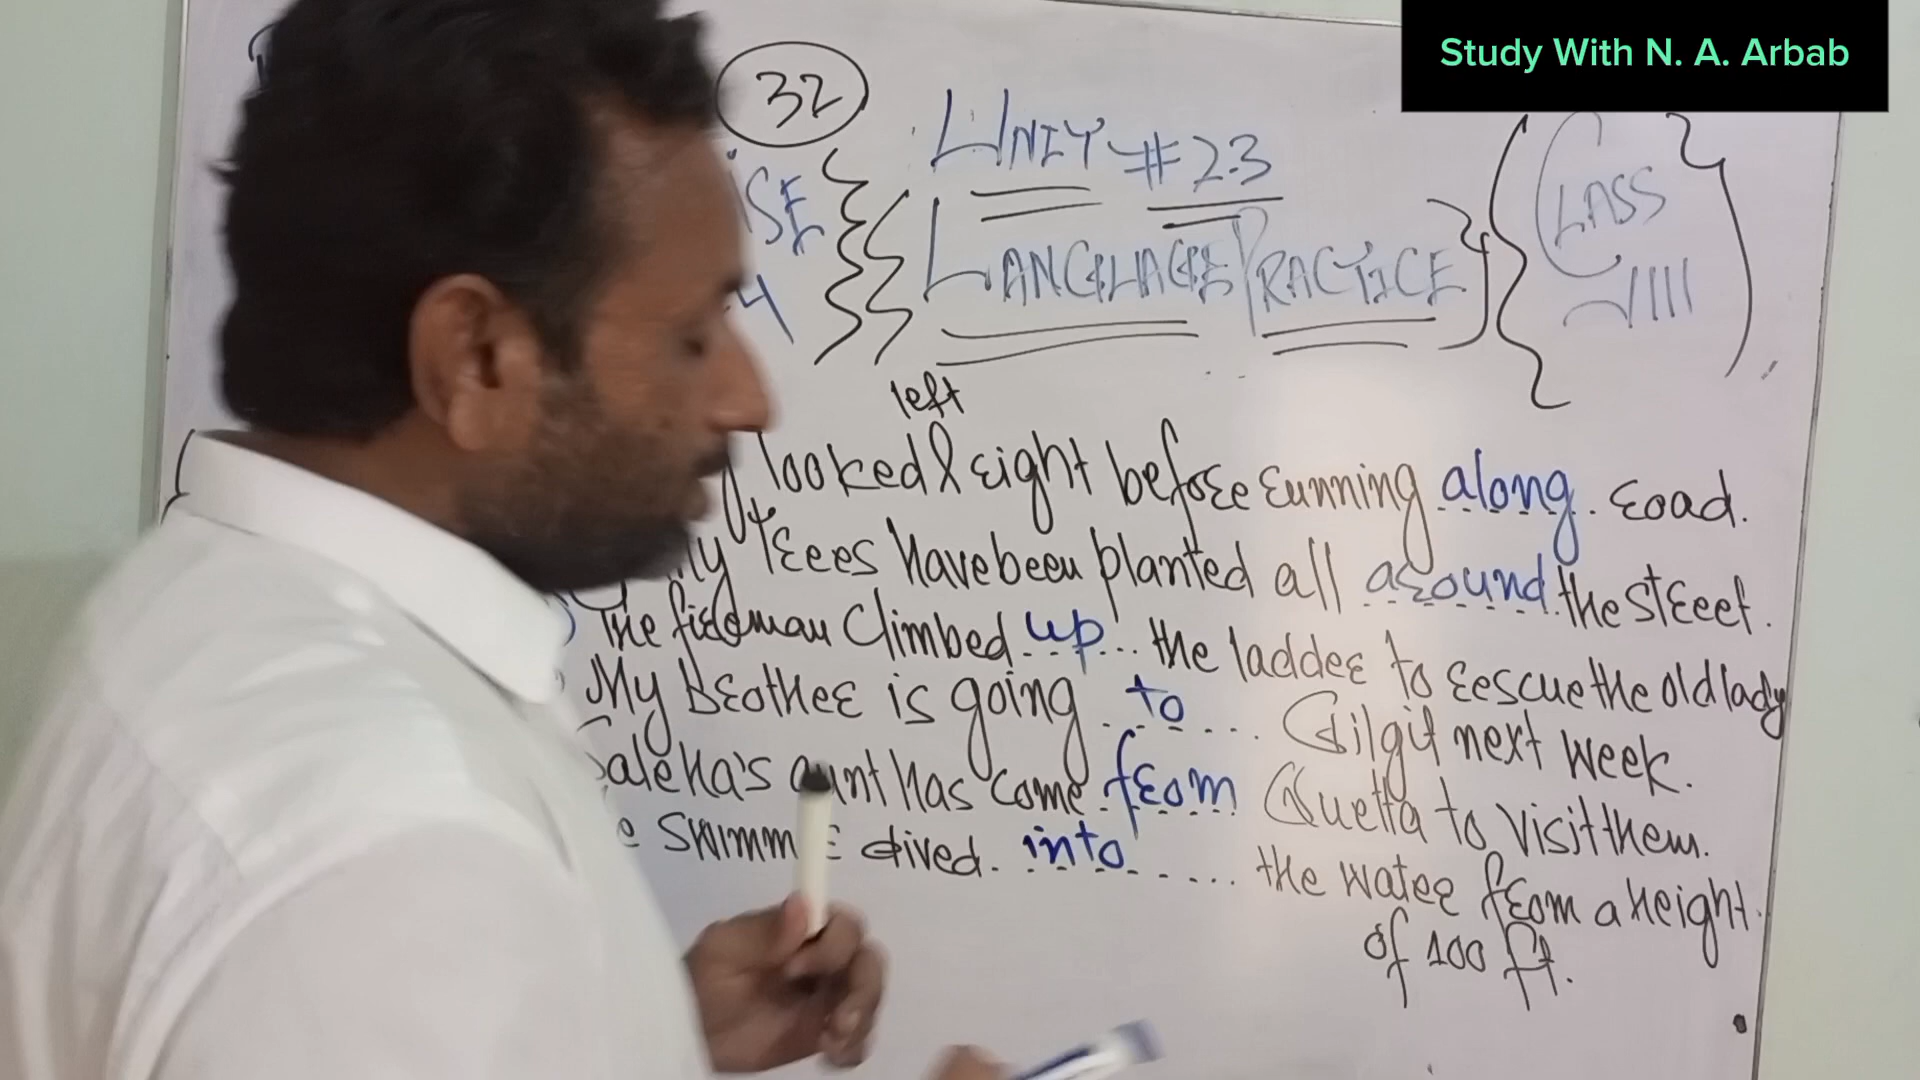 Study With N. A. Arbab
32
UNIT # 2.3
ISE
LANGUAGE PRACTICE
CLASS
VIII
4
left
looked & right before running along road.
trees have been planted all around the street.
The fireman climbed up the ladder to rescue the old lady
My brother is going to Gilgit next week.
Saleha's aunt has come from Quetta to visit them.
dived into the water from a height
of 100 ft.